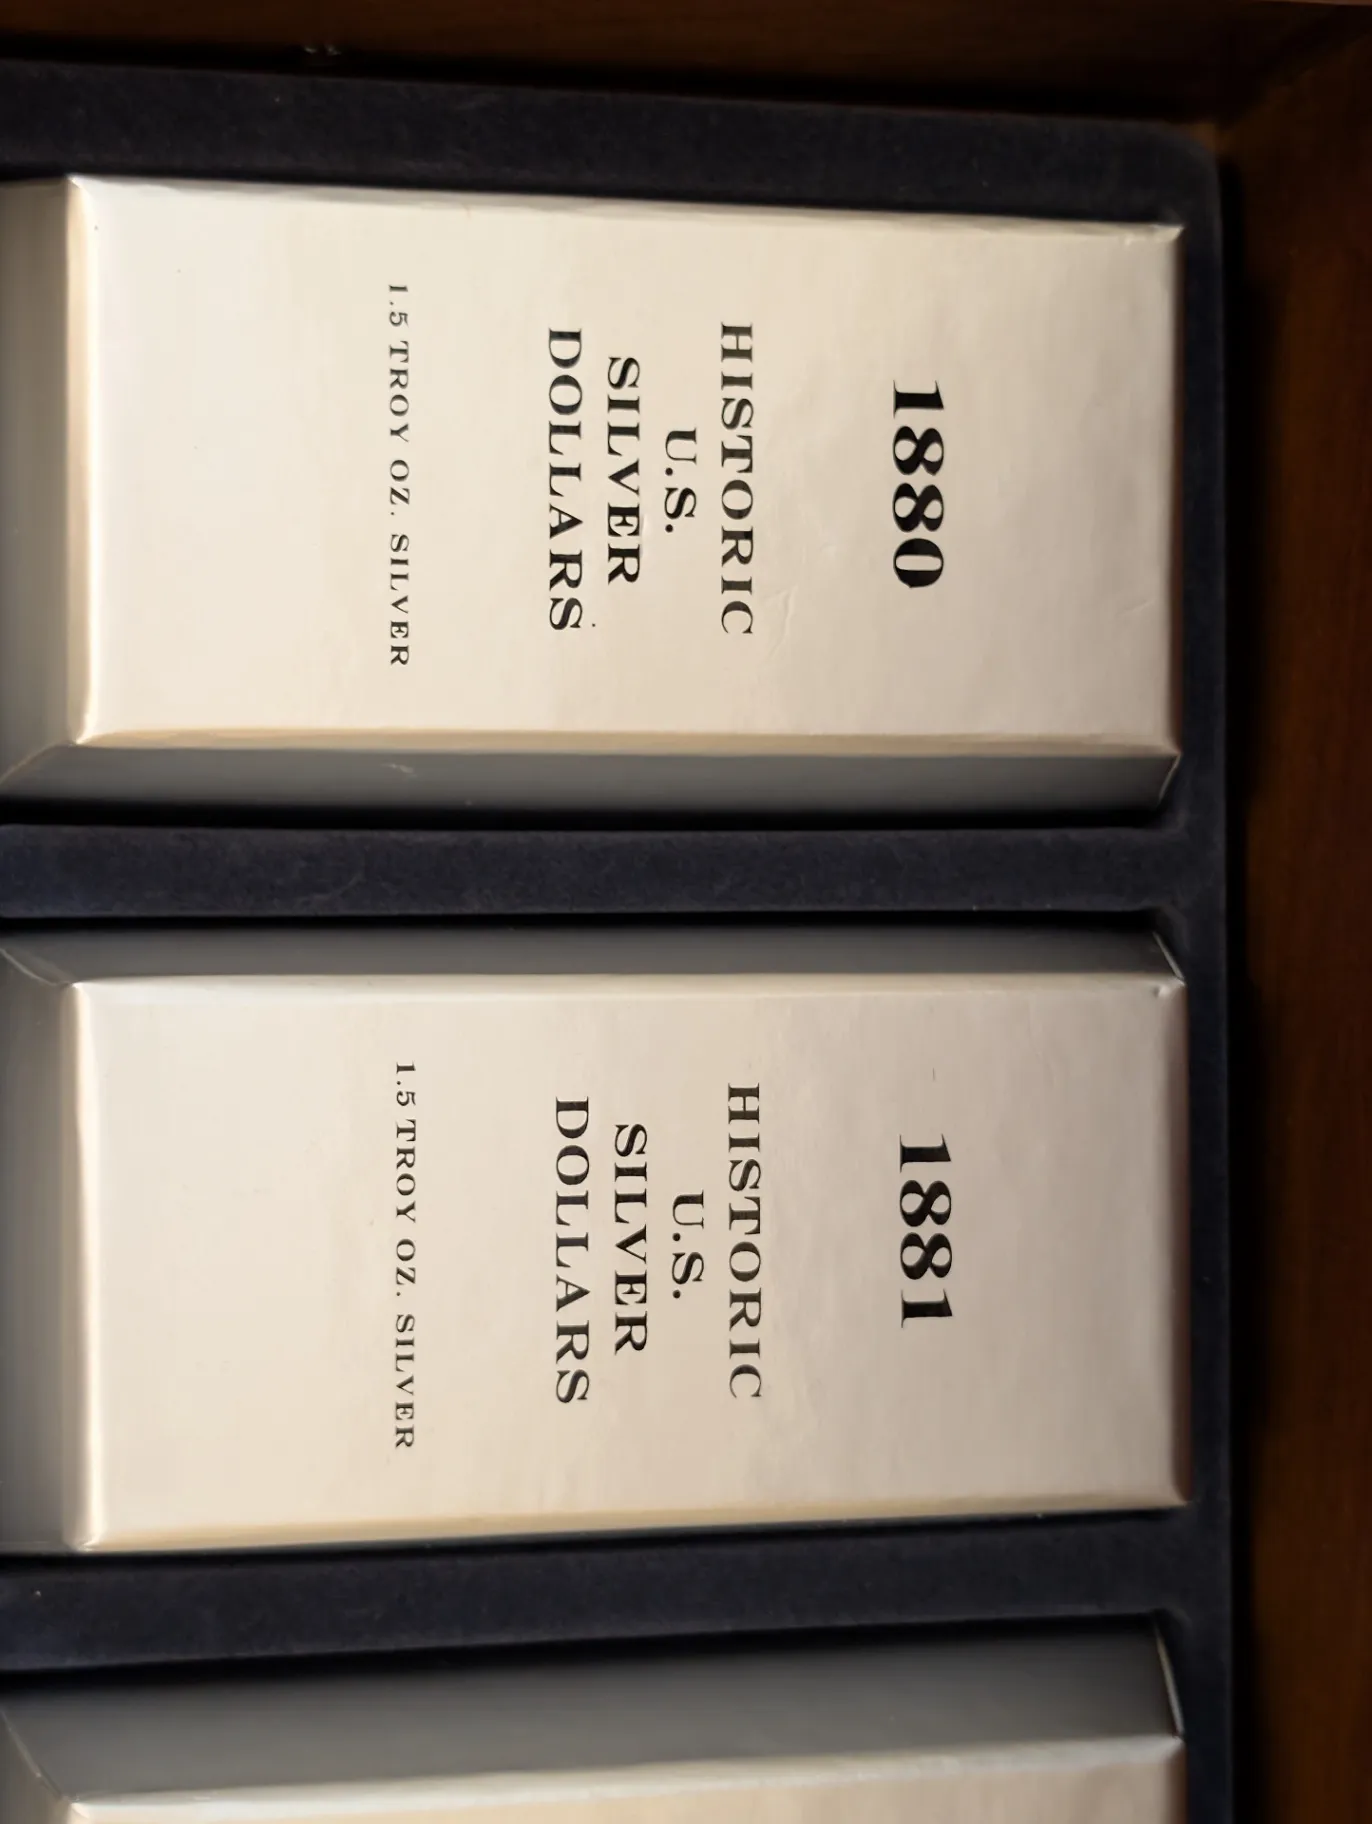 1880
HISTORIC
U.S.
SILVER
DOLLARS
1.5 TROY OZ. SILVER
1881
HISTORIC
U.S.
SILVER
DOLLARS
1.5 TROY OZ. SILVER